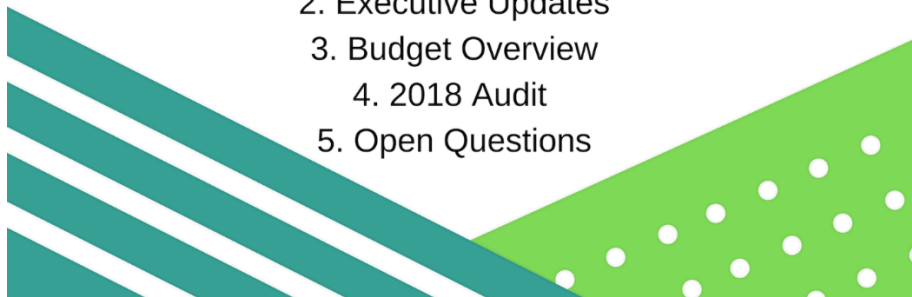 2. Executive Updates
3. Budget Overview
4. 2018 Audit
5. Open Questions